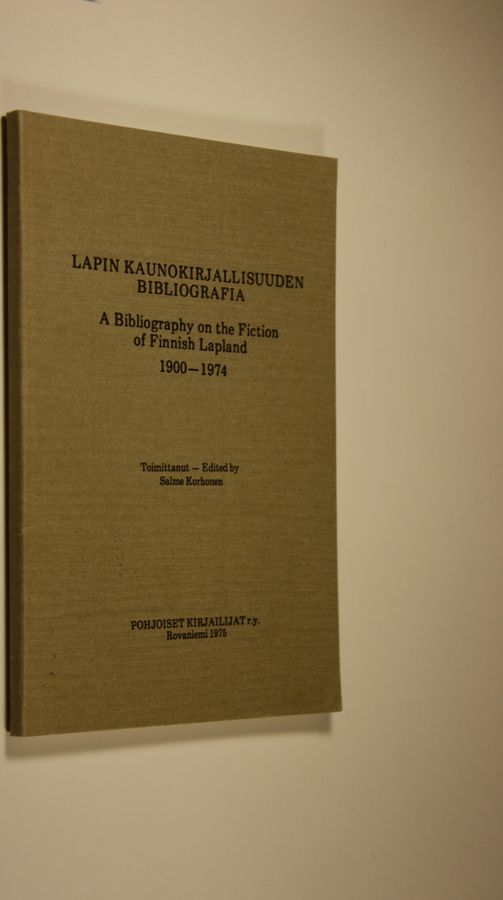 LAPIN KAUNOKIRJALLISUUDEN
BIBLIOGRAFIA
A Bibliography on the Fiction
of Finnish Lapland
1900—1974
Toimittanut — Edited by
Salme Korhonen
POHJOISET KIRJAILIJAT r.y.
Rovaniemi 1975